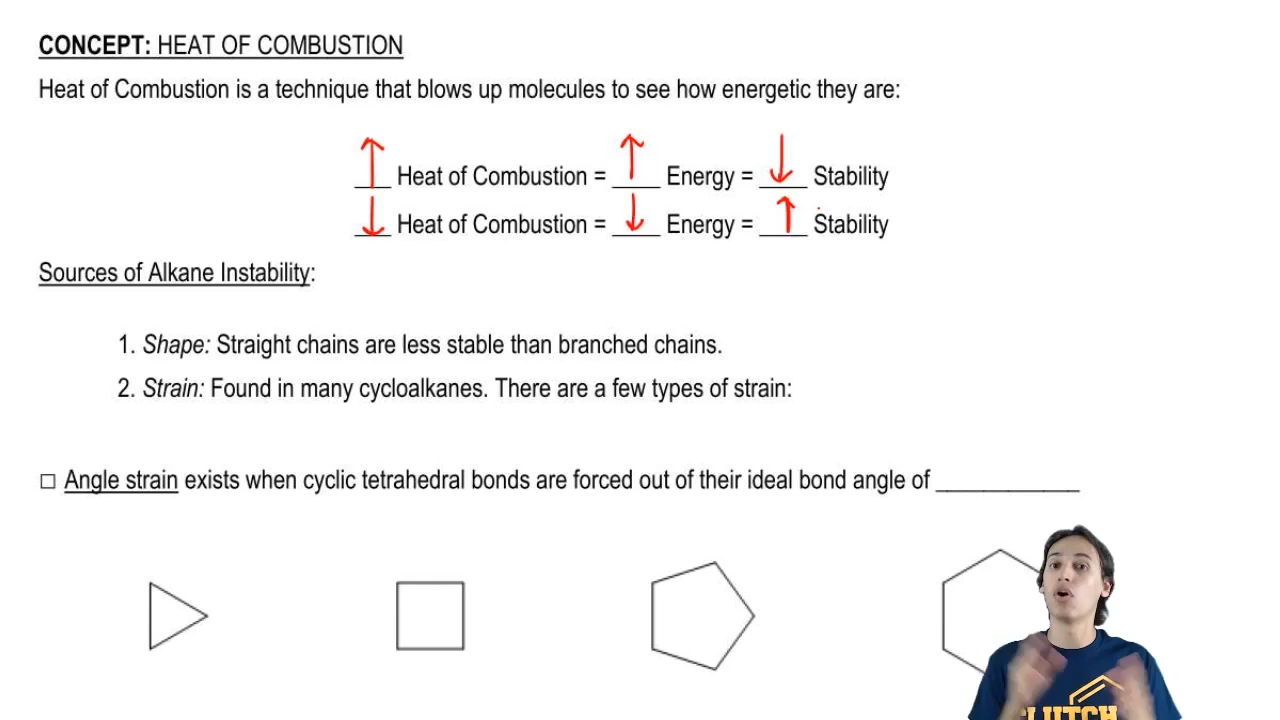 CONCEPT: HEAT OF COMBUSTION
Heat of Combustion is a technique that blows up molecules to see how energetic they are:
↑ Heat of Combustion = ↑ Energy = ↓ Stability
↓ Heat of Combustion = ↓ Energy = ↑ Stability
Sources of Alkane Instability:
1. Shape: Straight chains are less stable than branched chains.
2. Strain: Found in many cycloalkanes. There are a few types of strain:
□ Angle strain exists when cyclic tetrahedral bonds are forced out of their ideal bond angle of ____________
CLUTCH